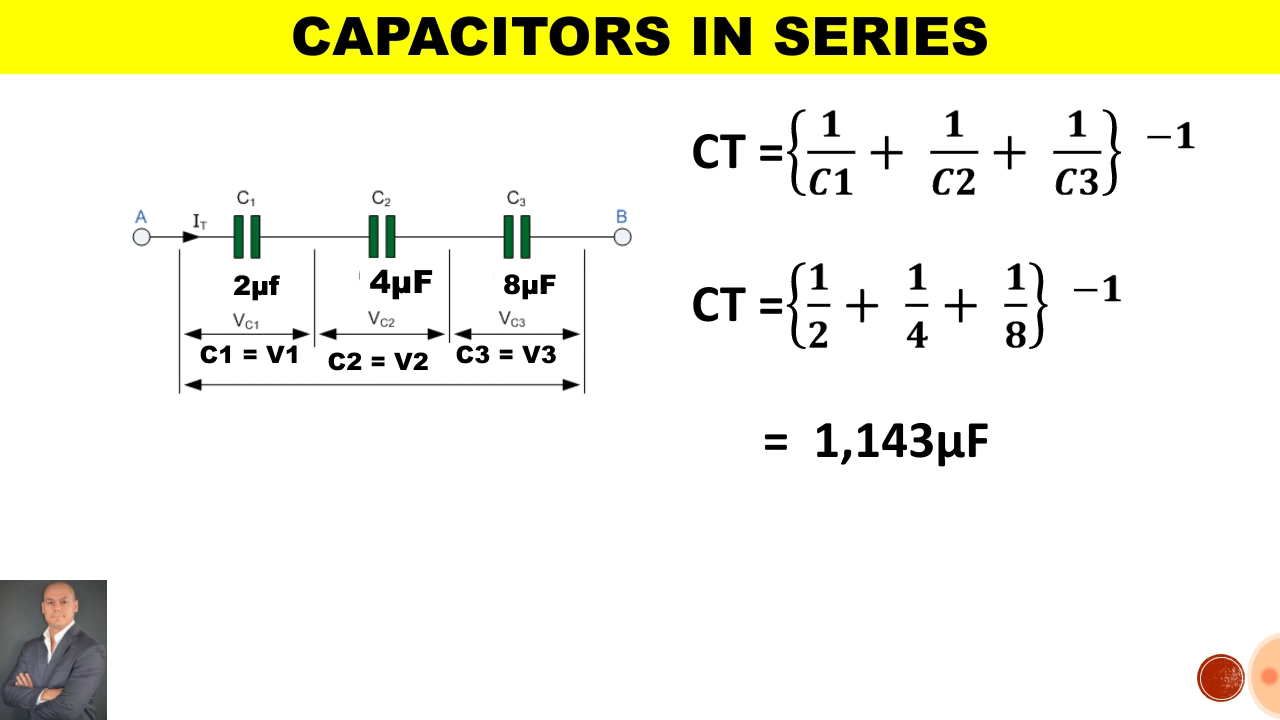 CAPACITORS IN SERIES
CT ={1/C1 + 1/C2 + 1/C3} −1
A
I_T
C₁
C₂
C₃
B
2µf
4µF
8µF
V_C1
V_C2
V_C3
C1 = V1
C2 = V2
C3 = V3
CT ={1/2 + 1/4 + 1/8} −1
= 1,143µF